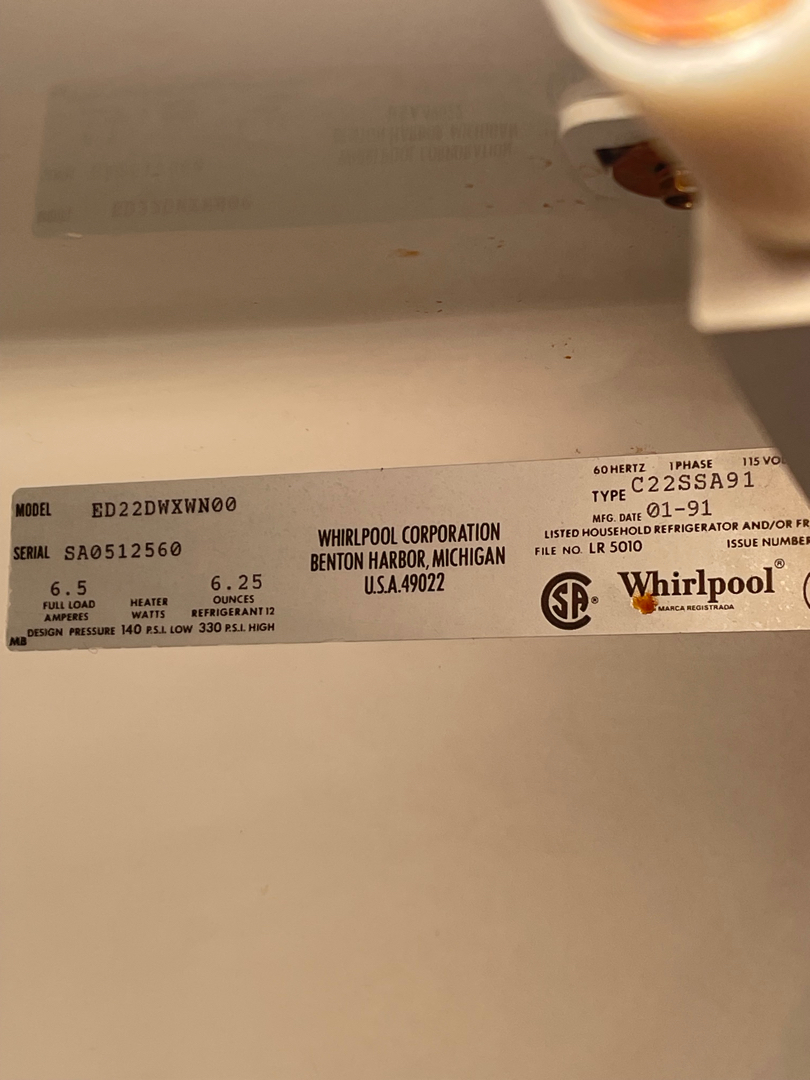 MODEL ED22DWXWN00
SERIAL SA0512560
6.5
FULL LOAD
AMPERES
HEATER
WATTS
6.25
OUNCES
REFRIGERANT 12
DESIGN PRESSURE 140 P.S.I. LOW 330 P.S.I. HIGH
MB
WHIRLPOOL CORPORATION
BENTON HARBOR, MICHIGAN
U.S.A. 49022
60 HERTZ 1 PHASE 115
TYPE C22SSA91
MFG. DATE 01-91
LISTED HOUSEHOLD REFRIGERATOR AND/OR
FILE NO. LR 5010 ISSUE NUMBER
SA®
Whirlpool®
MARCA REGISTRADA